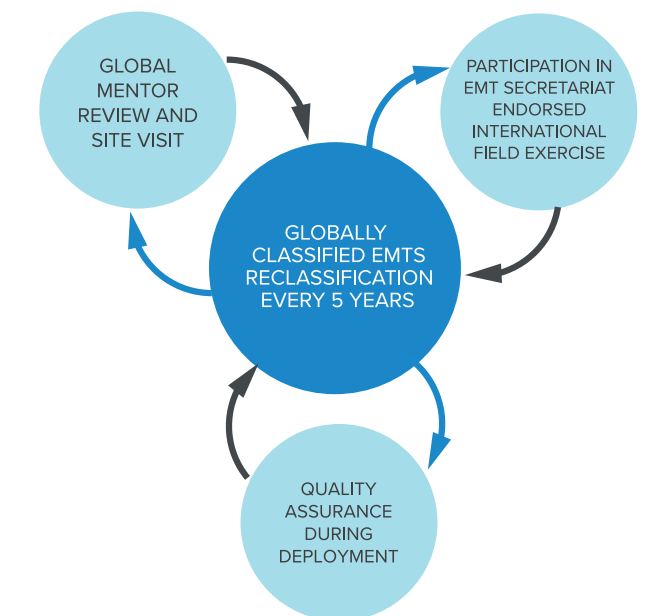 GLOBAL
MENTOR
REVIEW AND
SITE VISIT
PARTICIPATION IN
EMT SECRETARIAT
ENDORSED
INTERNATIONAL
FIELD EXERCISE
GLOBALLY
CLASSIFIED EMTS
RECLASSIFICATION
EVERY 5 YEARS
QUALITY
ASSURANCE
DURING
DEPLOYMENT